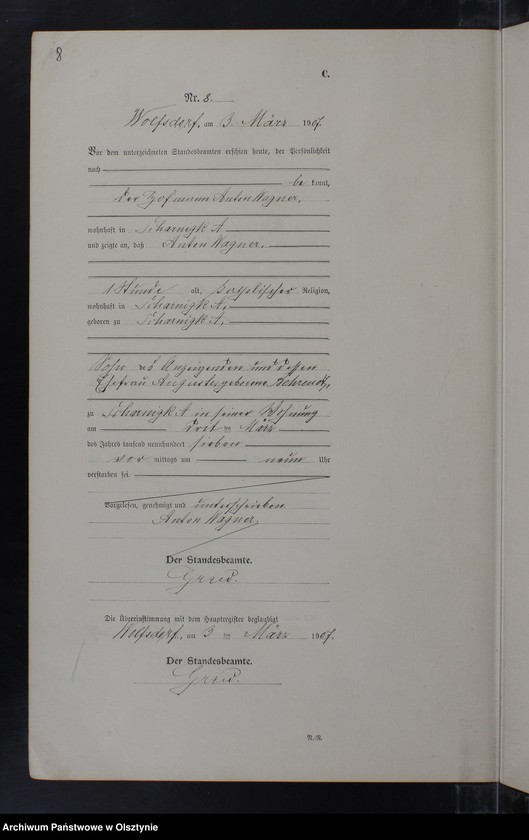 8
C.
Nr. 8.
Wolfsdorf, am 3. März 1907.
Vor dem unterzeichneten Standesbeamten erschien heute, der Persönlichkeit
nach
be kannt,
der Hofmann Anton Wagner,
wohnhaft in Scharnigk A
und zeigte an, daß Anton Wagner,
1 Stunde alt, katholischer Religion,
wohnhaft in Scharnigk A,
geboren zu Scharnigk A,
Sohn des Anzeigenden und dessen
Ehefrau Auguste geborene Behrendt,
zu Scharnigk A in seiner Wohnung
am dritten März
des Jahres tausend neunhundert sieben
vor mittags um neun Uhr
verstorben sei.
Vorgelesen, genehmigt und unterschrieben
Anton Wagner
Der Standesbeamte.
Die Übereinstimmung mit dem Hauptregister beglaubigt
Wolfsdorf, am 3 ten März 1907.
Der Standesbeamte.
Archiwum Państwowe w Olsztynie